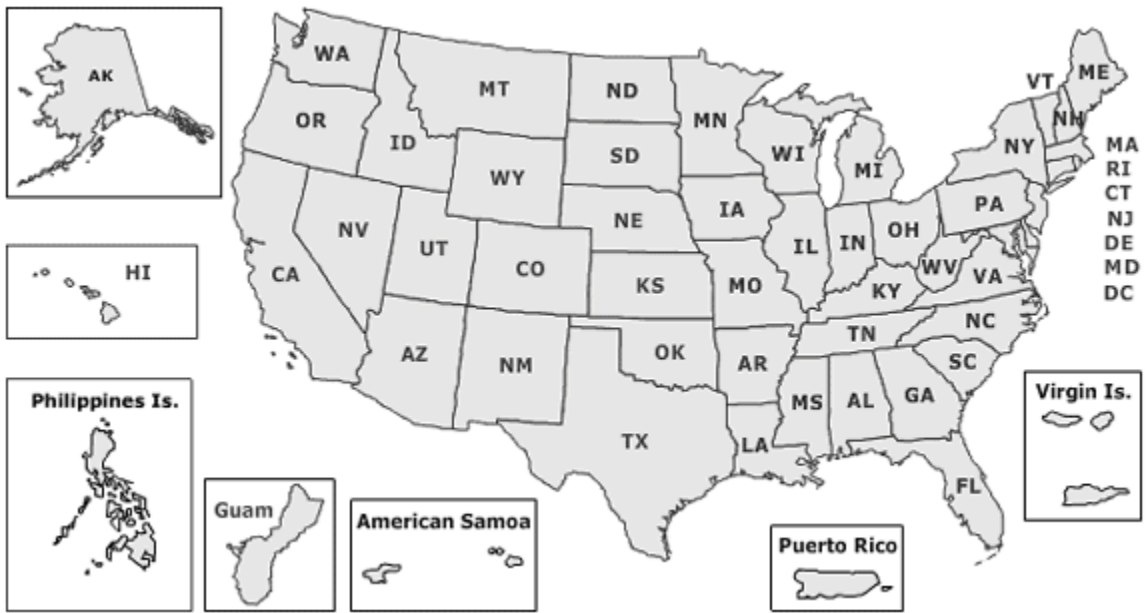 AK
WA
MT
ND
MN
VT
ME
OR
ID
SD
WI
MI
NY
NH
MA
RI
CT
NJ
DE
MD
DC
WY
NV
UT
CO
NE
IA
IL
IN
OH
PA
HI
CA
KS
MO
KY
WV
VA
AZ
NM
OK
AR
TN
NC
SC
TX
LA
MS
AL
GA
FL
Philippines Is.
Guam
American Samoa
Puerto Rico
Virgin Is.